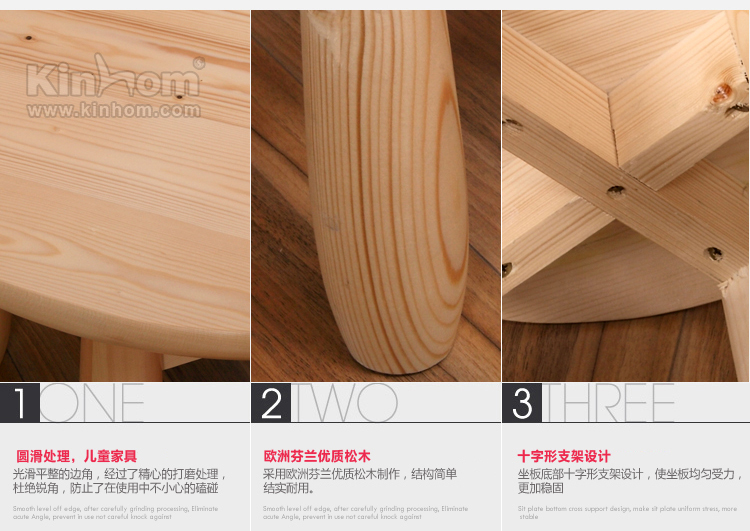 Kinhom®
www.kinhom.com
1 ONE
圆滑处理，儿童家具
光滑平整的边角，经过了精心的打磨处理，
杜绝锐角，防止了在使用中不小心的磕碰
Smooth level off edge, after carefully grinding processing, Eliminate
acute Angle, prevent in use not careful knock against
2 TWO
欧洲芬兰优质松木
采用欧洲芬兰优质松木制作，结构简单
结实耐用。
Smooth level off edge, after carefully grinding processing, Eliminate
acute Angle, prevent in use not careful knock against
3 THREE
十字形支架设计
坐板底部十字形支架设计，使坐板均匀受力，
更加稳固
Sit plate bottom cross support design, make sit plate uniform stress, more
stable